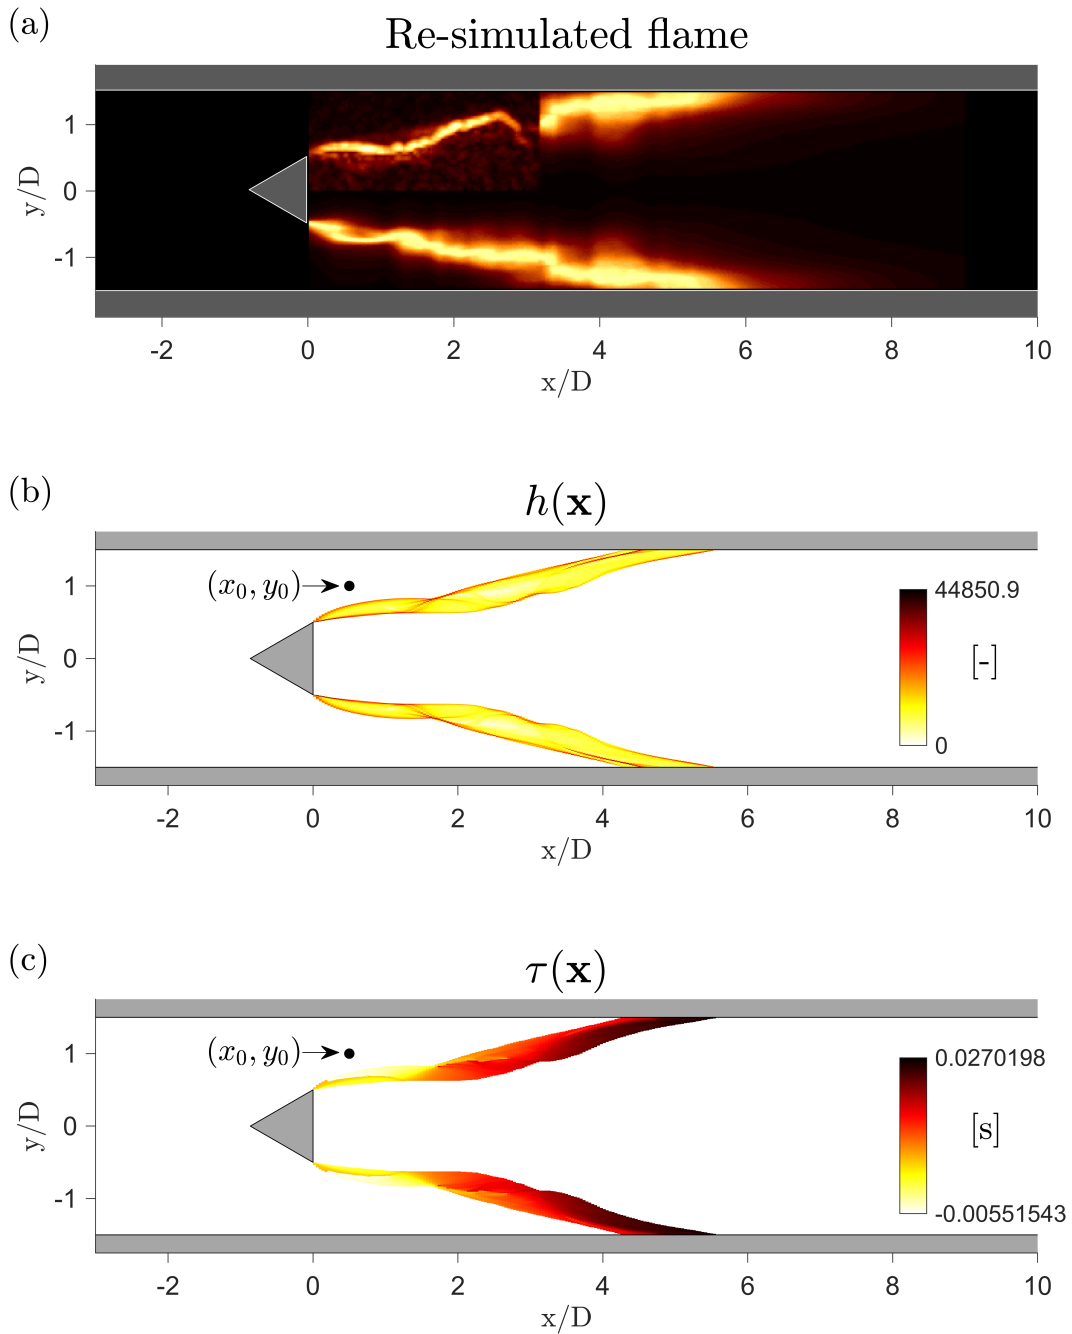 (a)
Re-simulated flame
1
0
-1
y/D
-2 0 2 4 6 8 10
x/D
(b)
h(x)
(x₀, y₀)
1
0
-1
y/D
44850.9
[-]
0
-2 0 2 4 6 8 10
x/D
(c)
τ(x)
(x₀, y₀)
1
0
-1
y/D
0.0270198
[s]
-0.00551543
-2 0 2 4 6 8 10
x/D